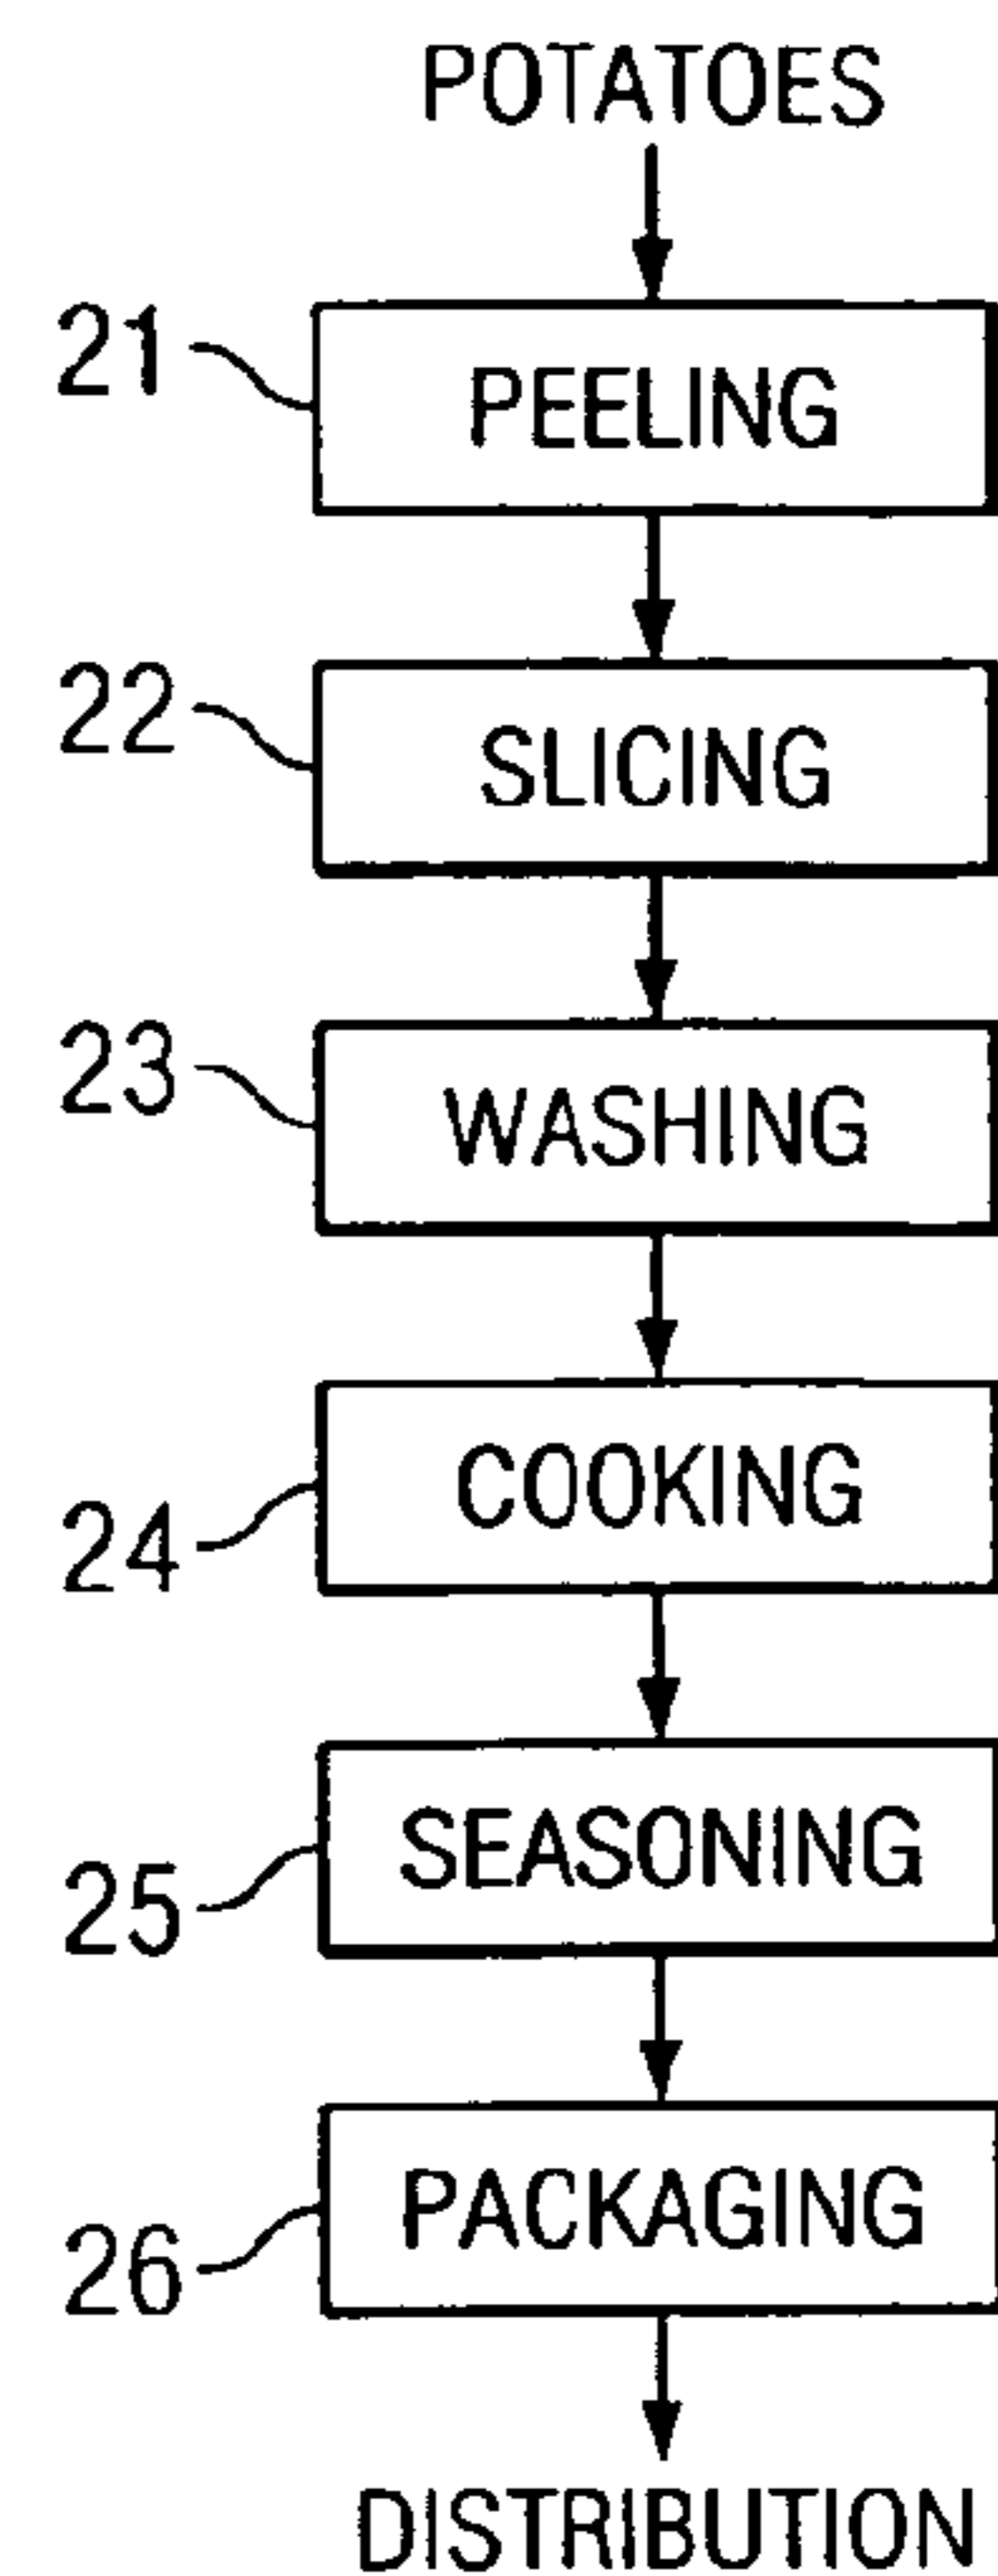 POTATOES
21 PEELING
22 SLICING
23 WASHING
COOKING
24
SEASONING
25
PACKAGING
26
DISTRIBUTION